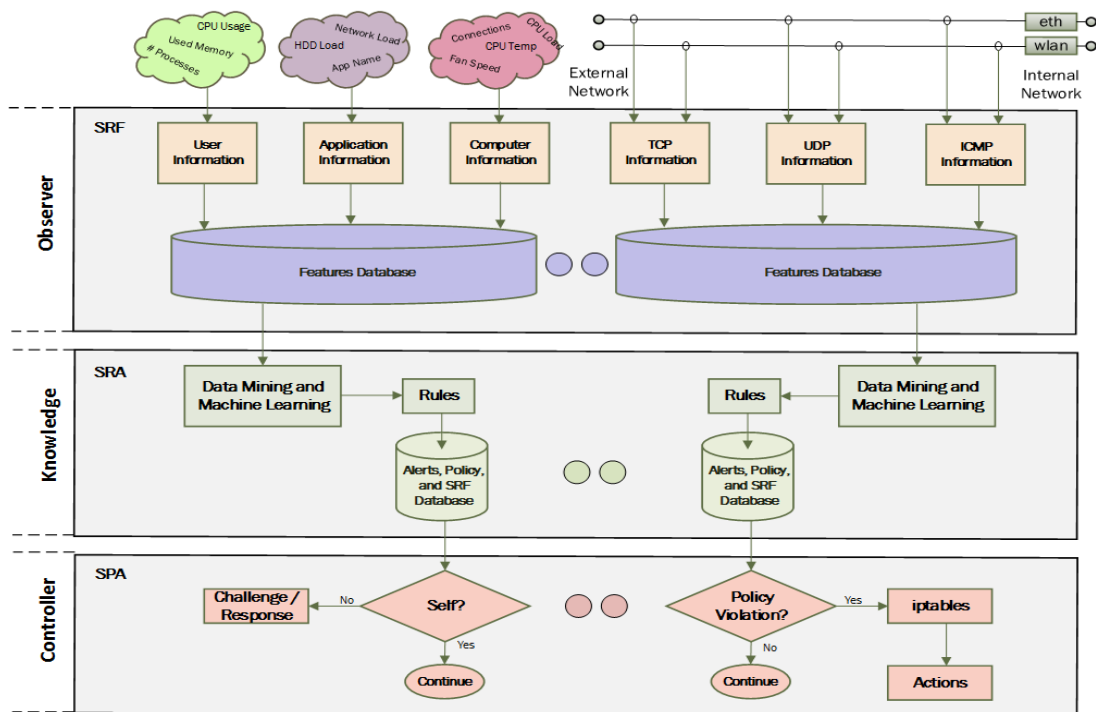 CPU Usage
Used Memory
# Processes
Network Load
HDD Load
App Name
Connections
CPU Load
CPU Temp
Fan Speed
eth
wlan
External
Network
Internal
Network
Observer
SRF
User
Information
Application
Information
Computer
Information
TCP
Information
UDP
Information
ICMP
Information
Features Database
Features Database
Knowledge
SRA
Data Mining and
Machine Learning
Rules
Rules
Data Mining and
Machine Learning
Alerts, Policy,
and SRF
Database
Alerts, Policy,
and SRF
Database
Controller
SPA
Challenge /
Response
No
Self?
Yes
Continue
Policy
Violation?
Yes
No
Continue
iptables
Actions